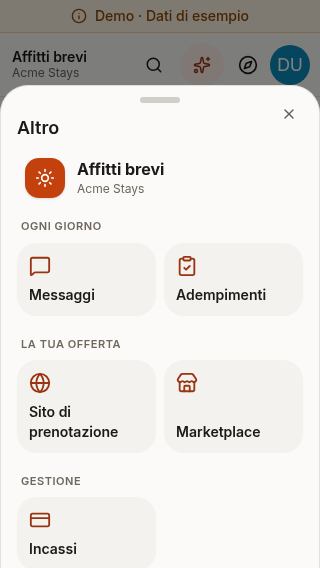 Demo · Dati di esempio
Affitti brevi
Acme Stays
DU
Altro
Affitti brevi
Acme Stays
OGNI GIORNO
Messaggi
Adempimenti
LA TUA OFFERTA
Sito di
prenotazione
Marketplace
GESTIONE
Incassi